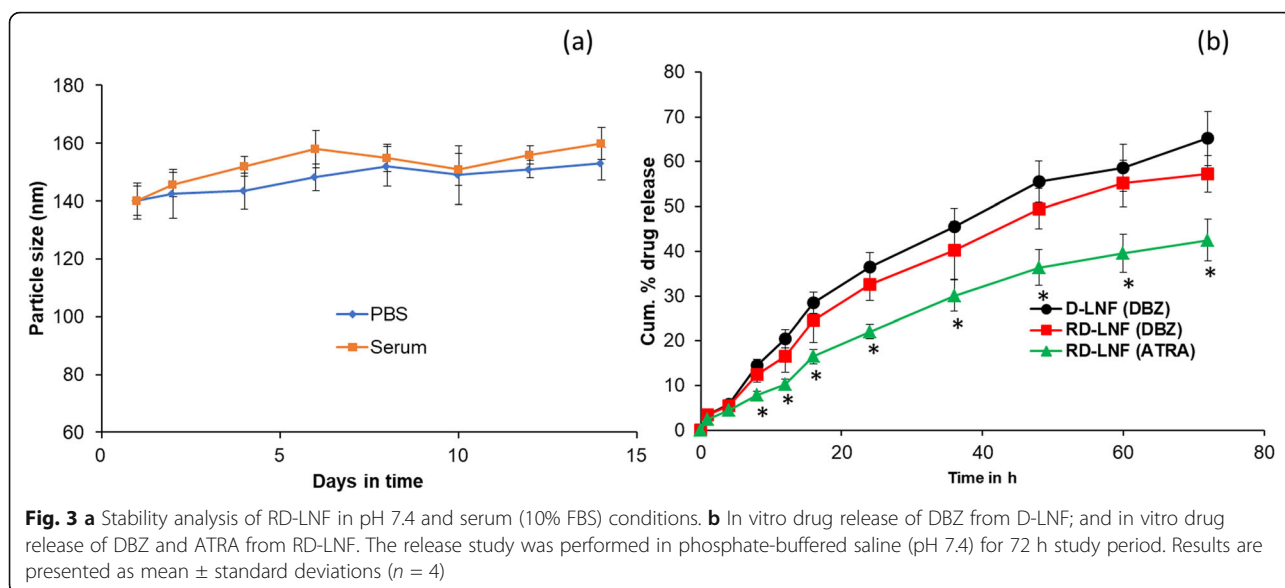 (a)
180
160
140
120
100
80
60
Particle size (nm)
PBS
Serum
0
5
10
15
Days in time
(b)
80
70
60
50
40
30
20
10
0
Cum. % drug release
D-LNF (DBZ)
RD-LNF (DBZ)
RD-LNF (ATRA)
* * * * * * * *
0
20
40
60
80
Time in h
Fig. 3 a Stability analysis of RD-LNF in pH 7.4 and serum (10% FBS) conditions. b In vitro drug release of DBZ from D-LNF; and in vitro drug
release of DBZ and ATRA from RD-LNF. The release study was performed in phosphate-buffered saline (pH 7.4) for 72 h study period. Results are
presented as mean ± standard deviations (n = 4)